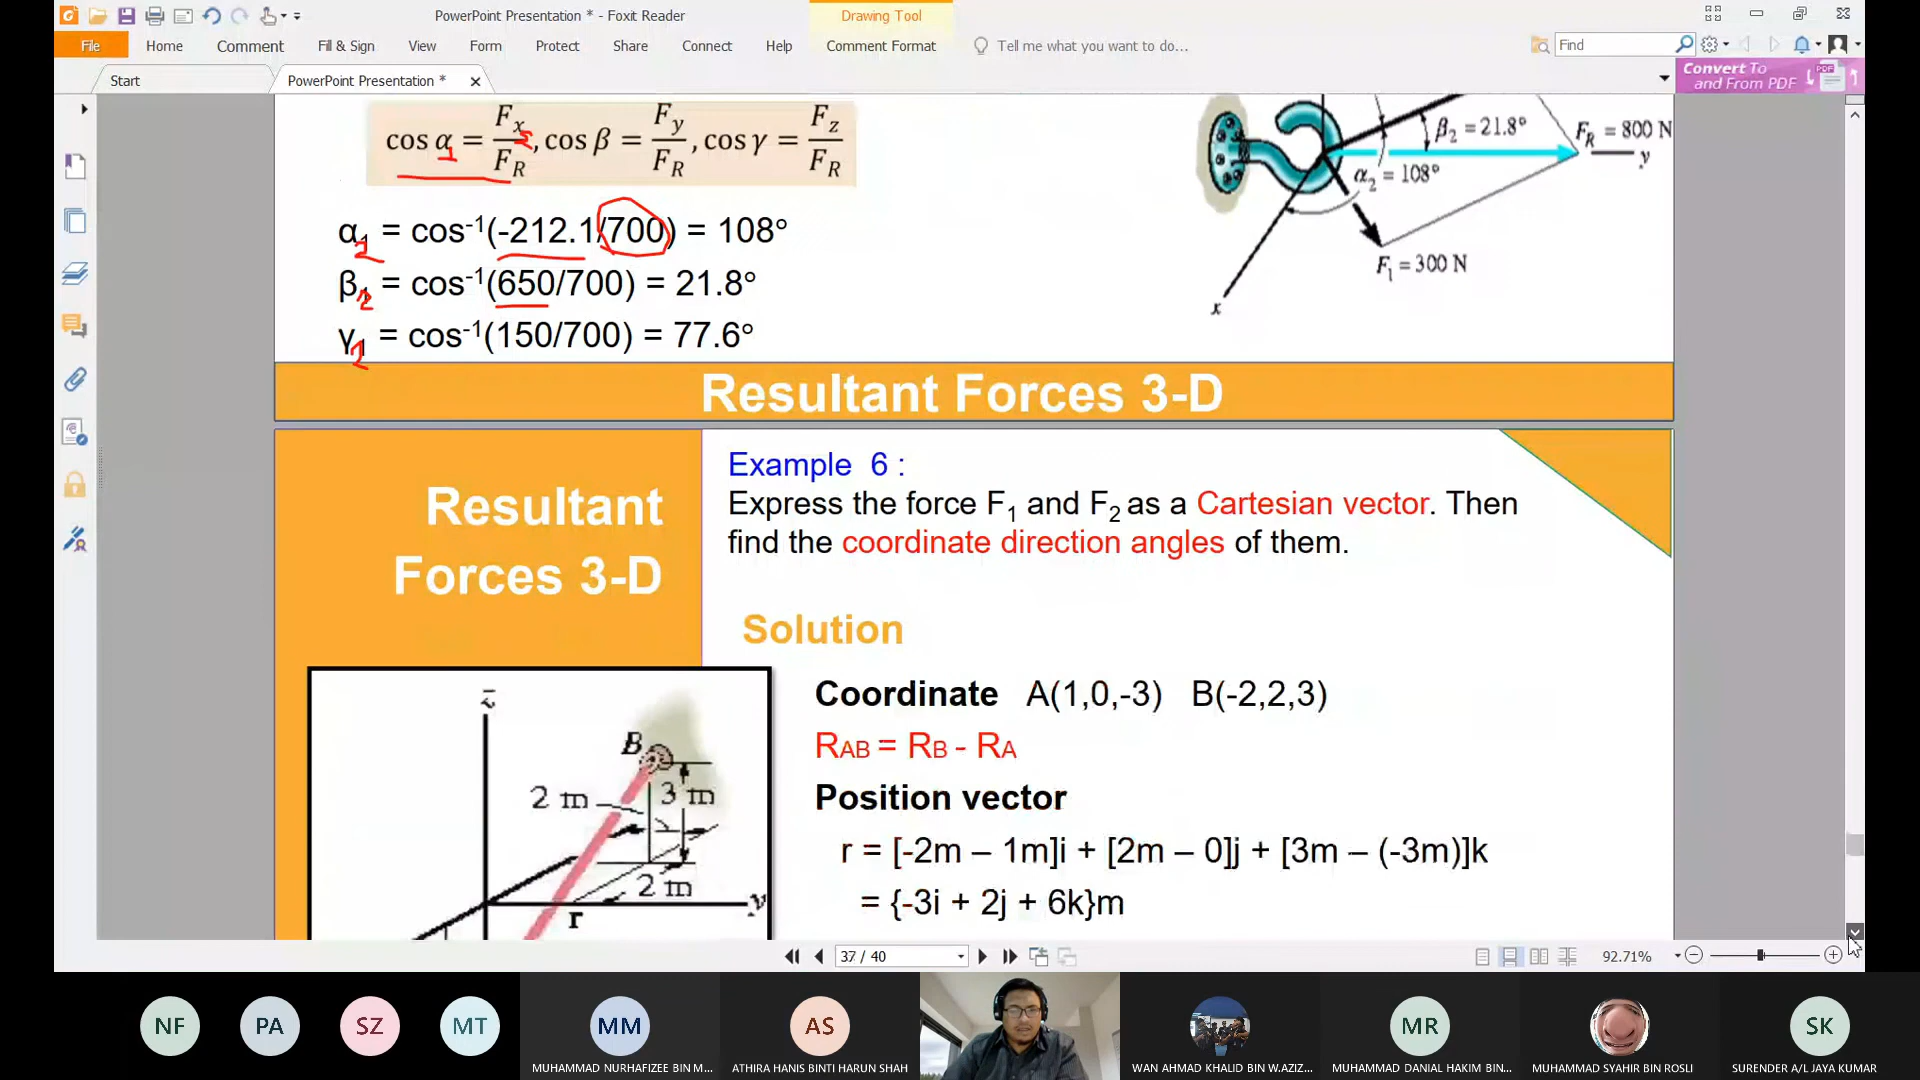 PowerPoint Presentation * - Foxit Reader
Drawing Tool
File Home Comment Fill & Sign View Form Protect Share Connect Help Comment Format Tell me what you want to do... Find
Start PowerPoint Presentation * Convert To and From PDF PDF
cos α = Fx/FR, cos β = Fy/FR, cos γ = Fz/FR
1 2
α1 = cos-1(-212.1/700) = 108°
2
β1 = cos-1(650/700) = 21.8°
2
γ1 = cos-1(150/700) = 77.6°
2
β2 = 21.8°
FR = 800 N
y
α2 = 108°
F1 = 300 N
x
Resultant Forces 3-D
Resultant
Forces 3-D
Example 6 :
Express the force F1 and F2 as a Cartesian vector. Then
find the coordinate direction angles of them.
Solution
Coordinate A(1,0,-3) B(-2,2,3)
RAB = RB - RA
Position vector
r = [-2m – 1m]i + [2m – 0]j + [3m – (-3m)]k
= {-3i + 2j + 6k}m
z
B
2 m
3 m
2 m
y
r
37 / 40
92.71%
NF PA SZ MT MM AS MR SK
MUHAMMAD NURHAFIZEE BIN M...
ATHIRA HANIS BINTI HARUN SHAH
WAN AHMAD KHALID BIN W.AZIZ...
MUHAMMAD DANIAL HAKIM BIN...
MUHAMMAD SYAHIR BIN ROSLI
SURENDER A/L JAYA KUMAR